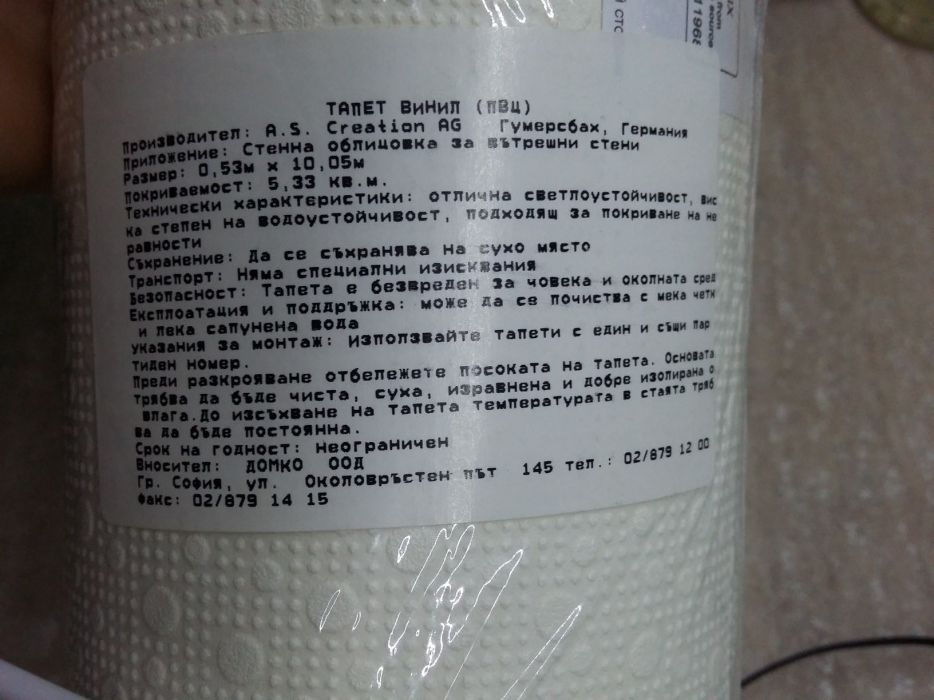 ТАПЕТ ВИНИЛ (ПВЦ)
Производител: A.S. Creation AG Гумерсбах, Германия
Приложение: Стенна облицовка за вътрешни стени
Размер: 0,53м x 10,05м
Покриваемост: 5,33 кв.м.
Технически характеристики: отлична светлоустойчивост, вис
ка степен на водоустойчивост, подходящ за покриване на не
равности
Съхранение: Да се съхранява на сухо място
Транспорт: Няма специални изисквания
Безопасност: Тапета е безвреден за човека и околната сред
Експлоатация и поддръжка: може да се почиства с мека четк
и лека сапунена вода
Указания за монтаж: Използвайте тапети с един и същи пар
тиден номер.
Преди разкрояване отбележете посоката на тапета. Основата
трябва да бъде чиста, суха, изравнена и добре изолирана о
влага.До изсъхване на тапета температурата в стаята тряб
ва да бъде постоянна.
Срок на годност: неограничен
Вносител: ДОМКО ООД
Гр. София, ул. Околовръстен път 145 тел.: 02/879 12 00
Факс: 02/879 14 15
from
source